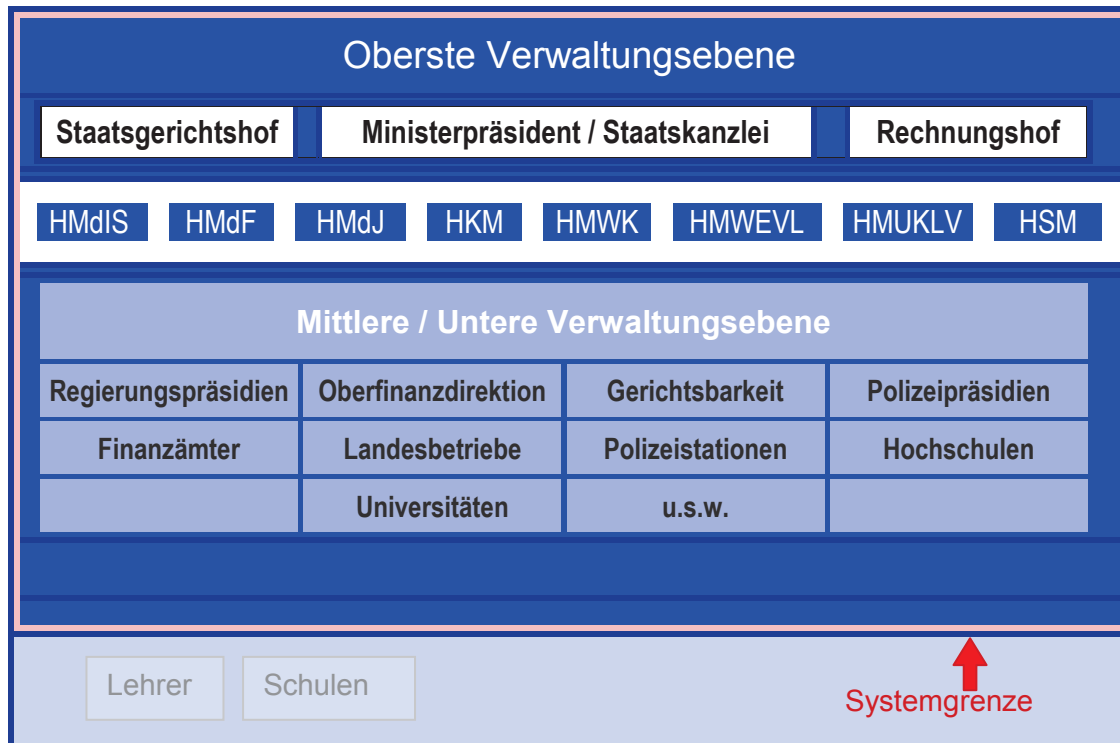 Oberste Verwaltungsebene
Staatsgerichtshof Ministerpräsident / Staatskanzlei Rechnungshof
HMdIS HMdF HMdJ HKM HMWK HMWEVL HMUKLV HSM
Mittlere / Untere Verwaltungsebene
Regierungspräsidien Oberfinanzdirektion Gerichtsbarkeit Polizeipräsidien
Finanzämter Landesbetriebe Polizeistationen Hochschulen
Universitäten u.s.w.
Lehrer Schulen
Systemgrenze